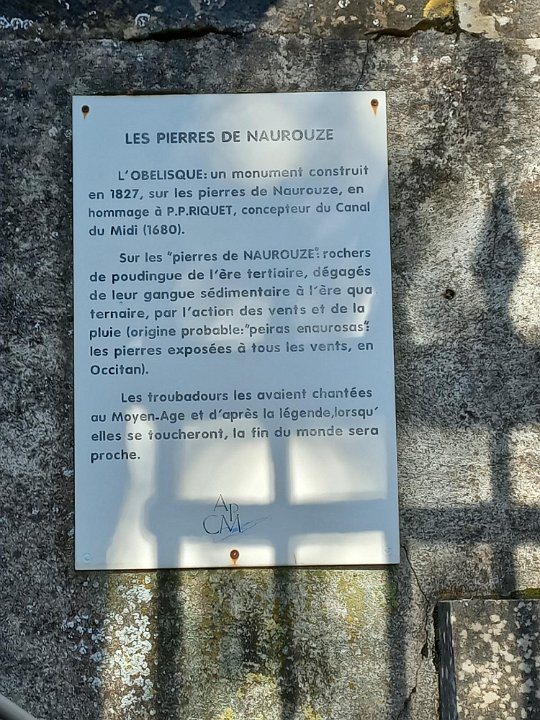 LES PIERRES DE NAUROUZE
L'OBELISQUE: un monument construit
en 1827, sur les pierres de Naurouze, en
hommage à P.P.RIQUET, concepteur du Canal
du Midi (1680).
Sur les "pierres de NAUROUZE": rochers
de poudingue de l'ère tertiaire, dégagés
de leur gangue sédimentaire à l'ère qua
ternaire, par l'action des vents et de la
pluie (origine probable:"peiras enaurosas":
les pierres exposées à tous les vents, en
Occitan).
Les troubadours les avaient chantées
au Moyen-Age et d'après la légende,lorsqu'
elles se toucheront, la fin du monde sera
proche.